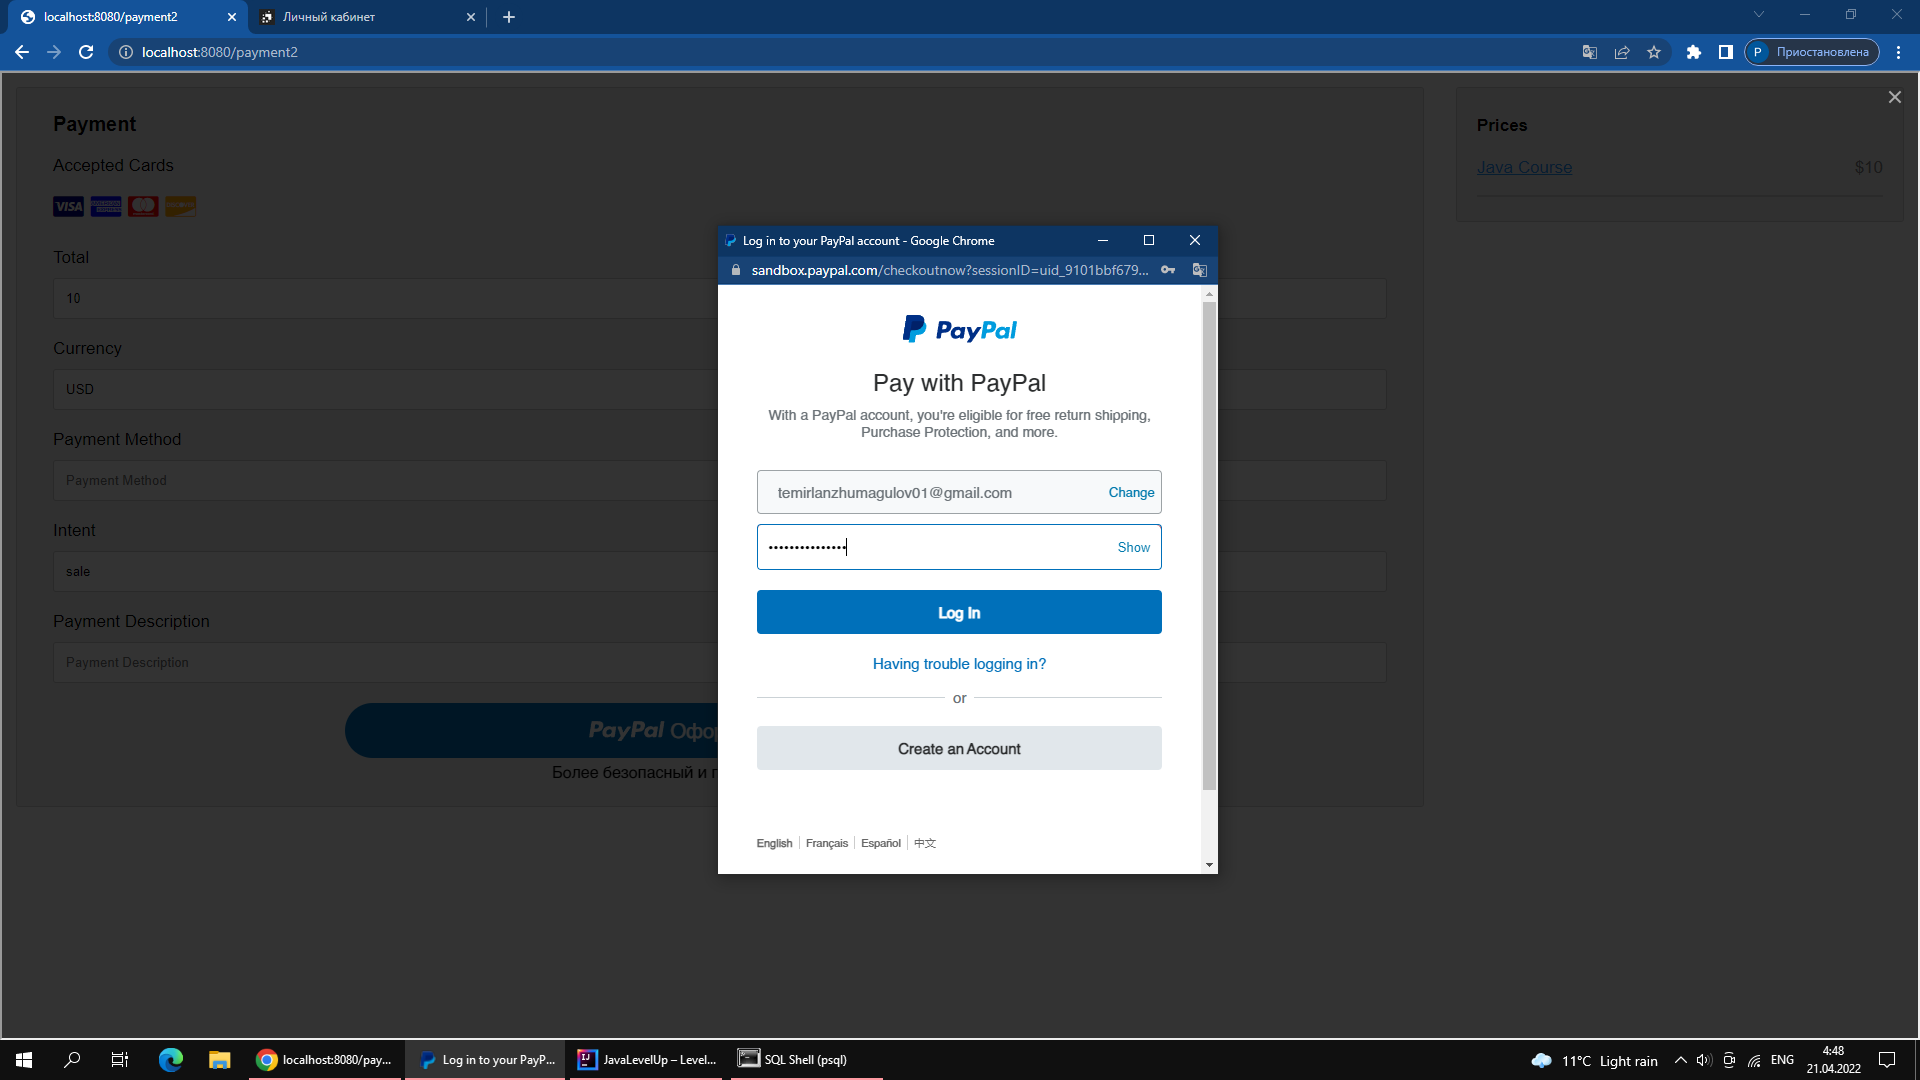 localhost:8080/payment2
Личный кабинет
localhost:8080/payment2
P Приостановлена
Payment
Accepted Cards
VISA
Total
10
Currency
USD
Payment Method
Payment Method
Intent
sale
Payment Description
Payment Description
PayPal
Более безопасный и
Prices
Java Course $10
Log in to your PayPal account - Google Chrome
sandbox.paypal.com/checkoutnow?sessionID=uid_9101bbf679...
PayPal
Pay with PayPal
With a PayPal account, you're eligible for free return shipping,
Purchase Protection, and more.
temirlanzhumagulov01@gmail.com Change
Show
Log In
Having trouble logging in?
or
Create an Account
English Français Español 中文
localhost:8080/pay...
Log in to your PayP...
JavaLevelUp – Level...
SQL Shell (psql)
11°C Light rain
ENG
4:48
21.04.2022